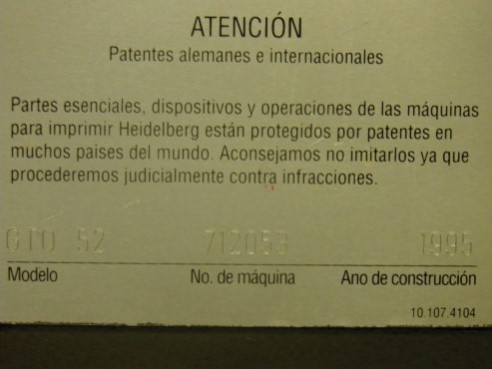 ATENCIÓN
Patentes alemanes e internacionales
Partes esenciales, dispositivos y operaciones de las máquinas
para imprimir Heidelberg están protegidos por patentes en
muchos paises del mundo. Aconsejamos no imitarlos ya que
procederemos judicialmente contra infracciones.
GTO 52 712053 1995
Modelo No. de máquina Ano de construcción
10.107.4104